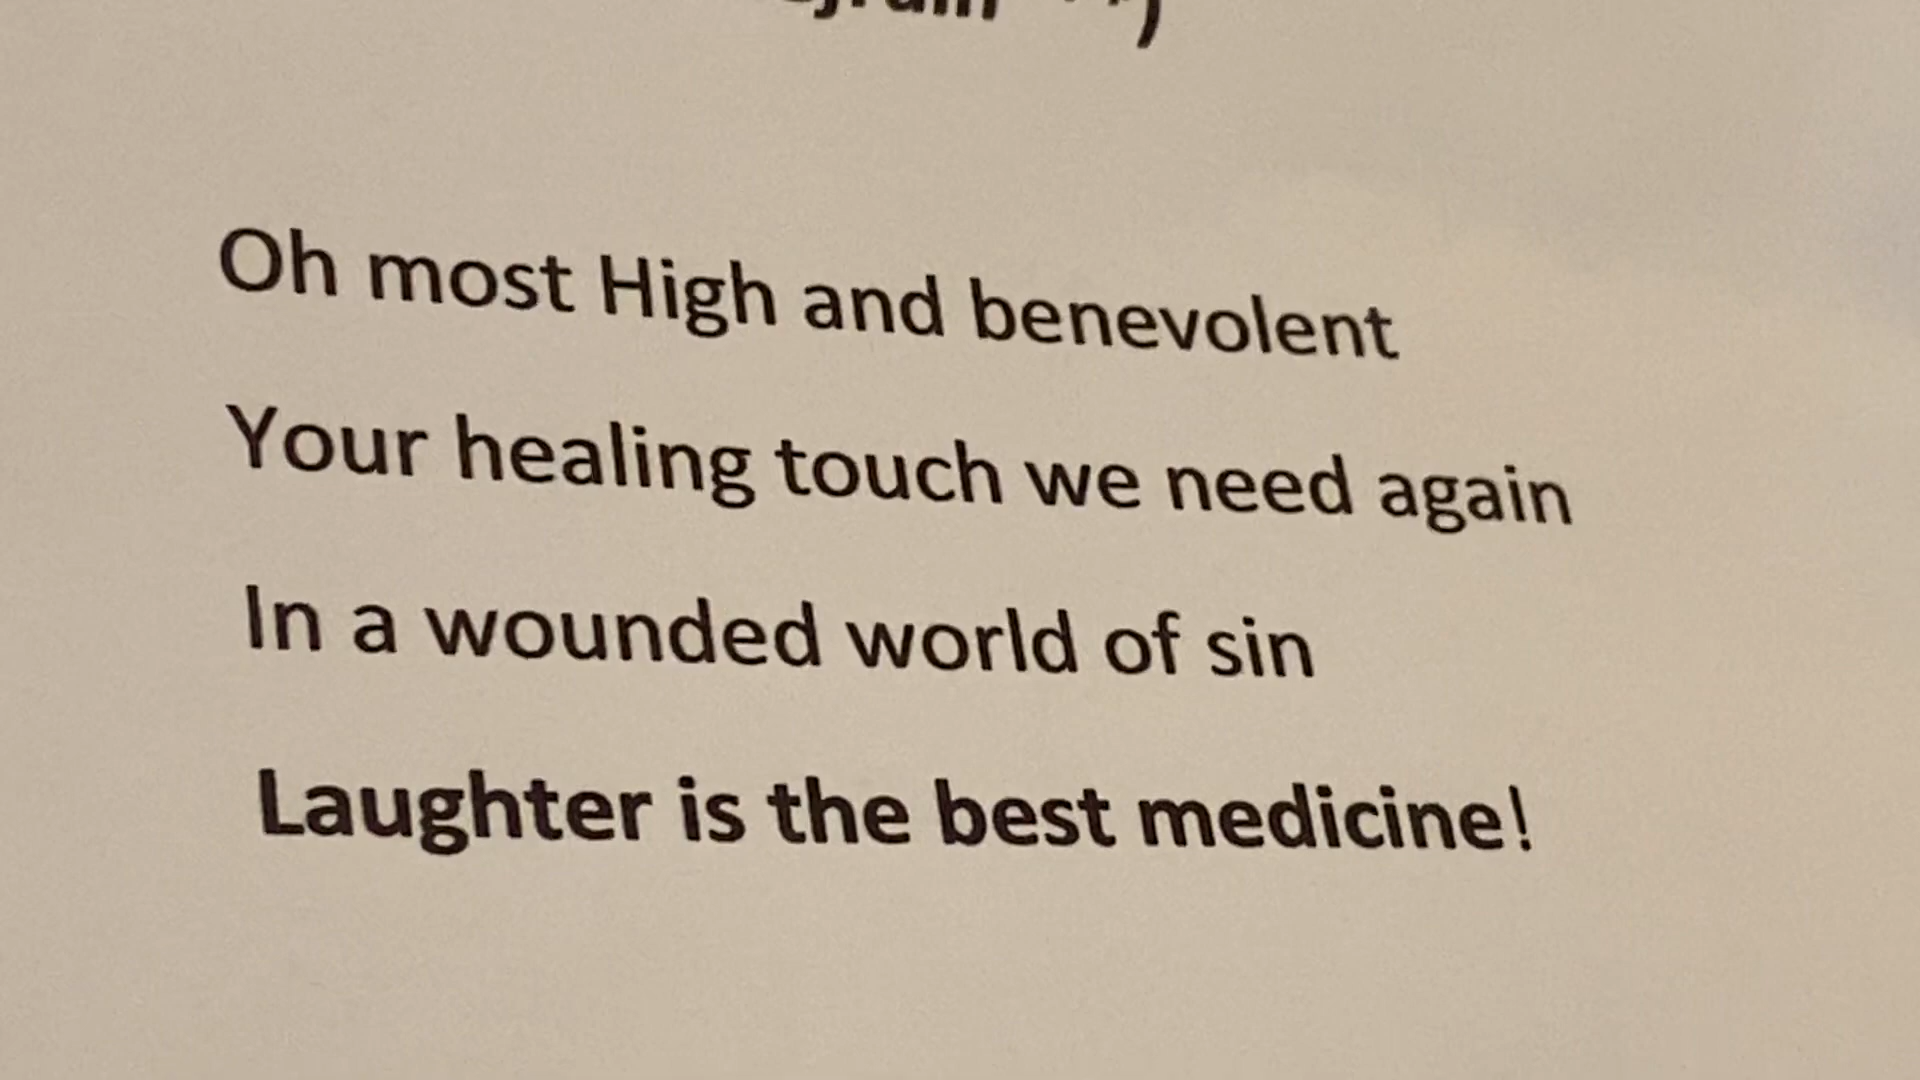 Oh most High and benevolent
Your healing touch we need again
In a wounded world of sin
Laughter is the best medicine!